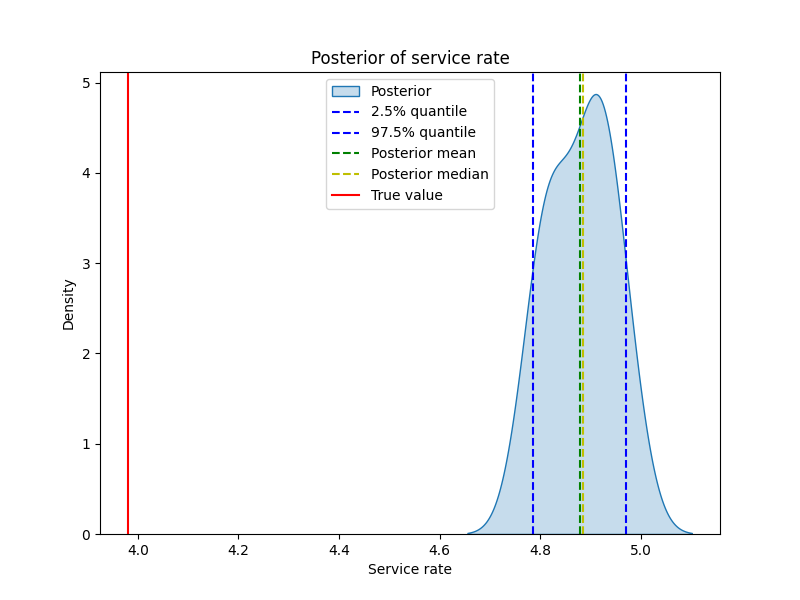 Posterior of service rate
Posterior
2.5% quantile
97.5% quantile
Posterior mean
Posterior median
True value
Density
5
4
3
2
1
0
4.0 4.2 4.4 4.6 4.8 5.0
Service rate